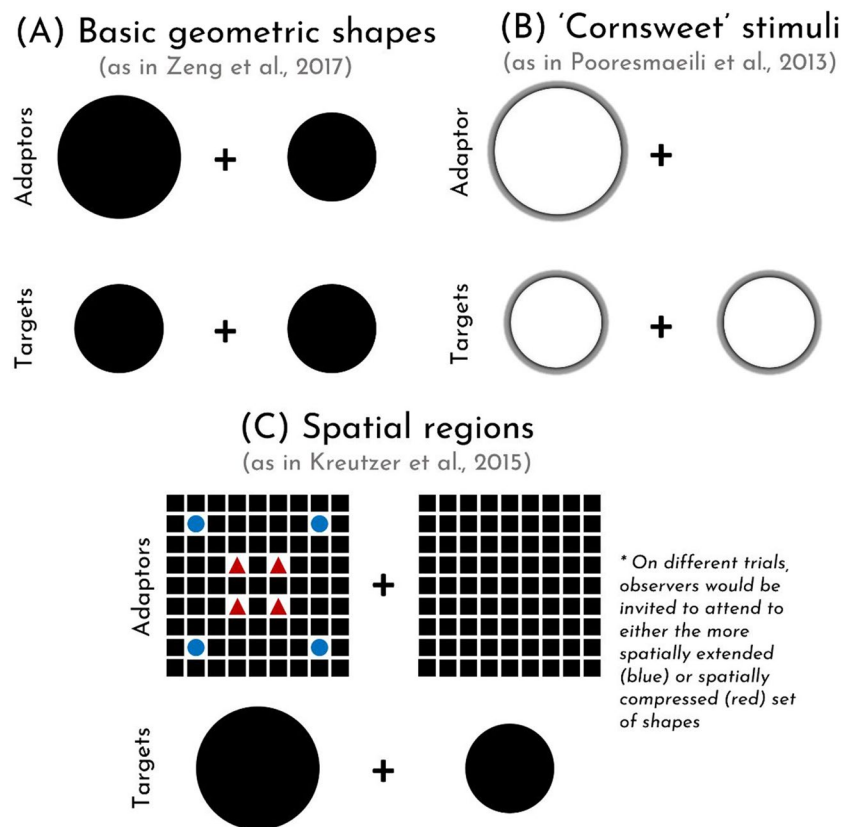 (A) Basic geometric shapes
(as in Zeng et al., 2017)
Adaptors
+
Targets
+
(B) ‘Cornsweet’ stimuli
(as in Pooresmaeili et al., 2013)
Adaptor
+
Targets
+
(C) Spatial regions
(as in Kreutzer et al., 2015)
Adaptors
+
* On different trials,
observers would be
invited to attend to
either the more
spatially extended
(blue) or spatially
compressed (red) set
of shapes
Targets
+